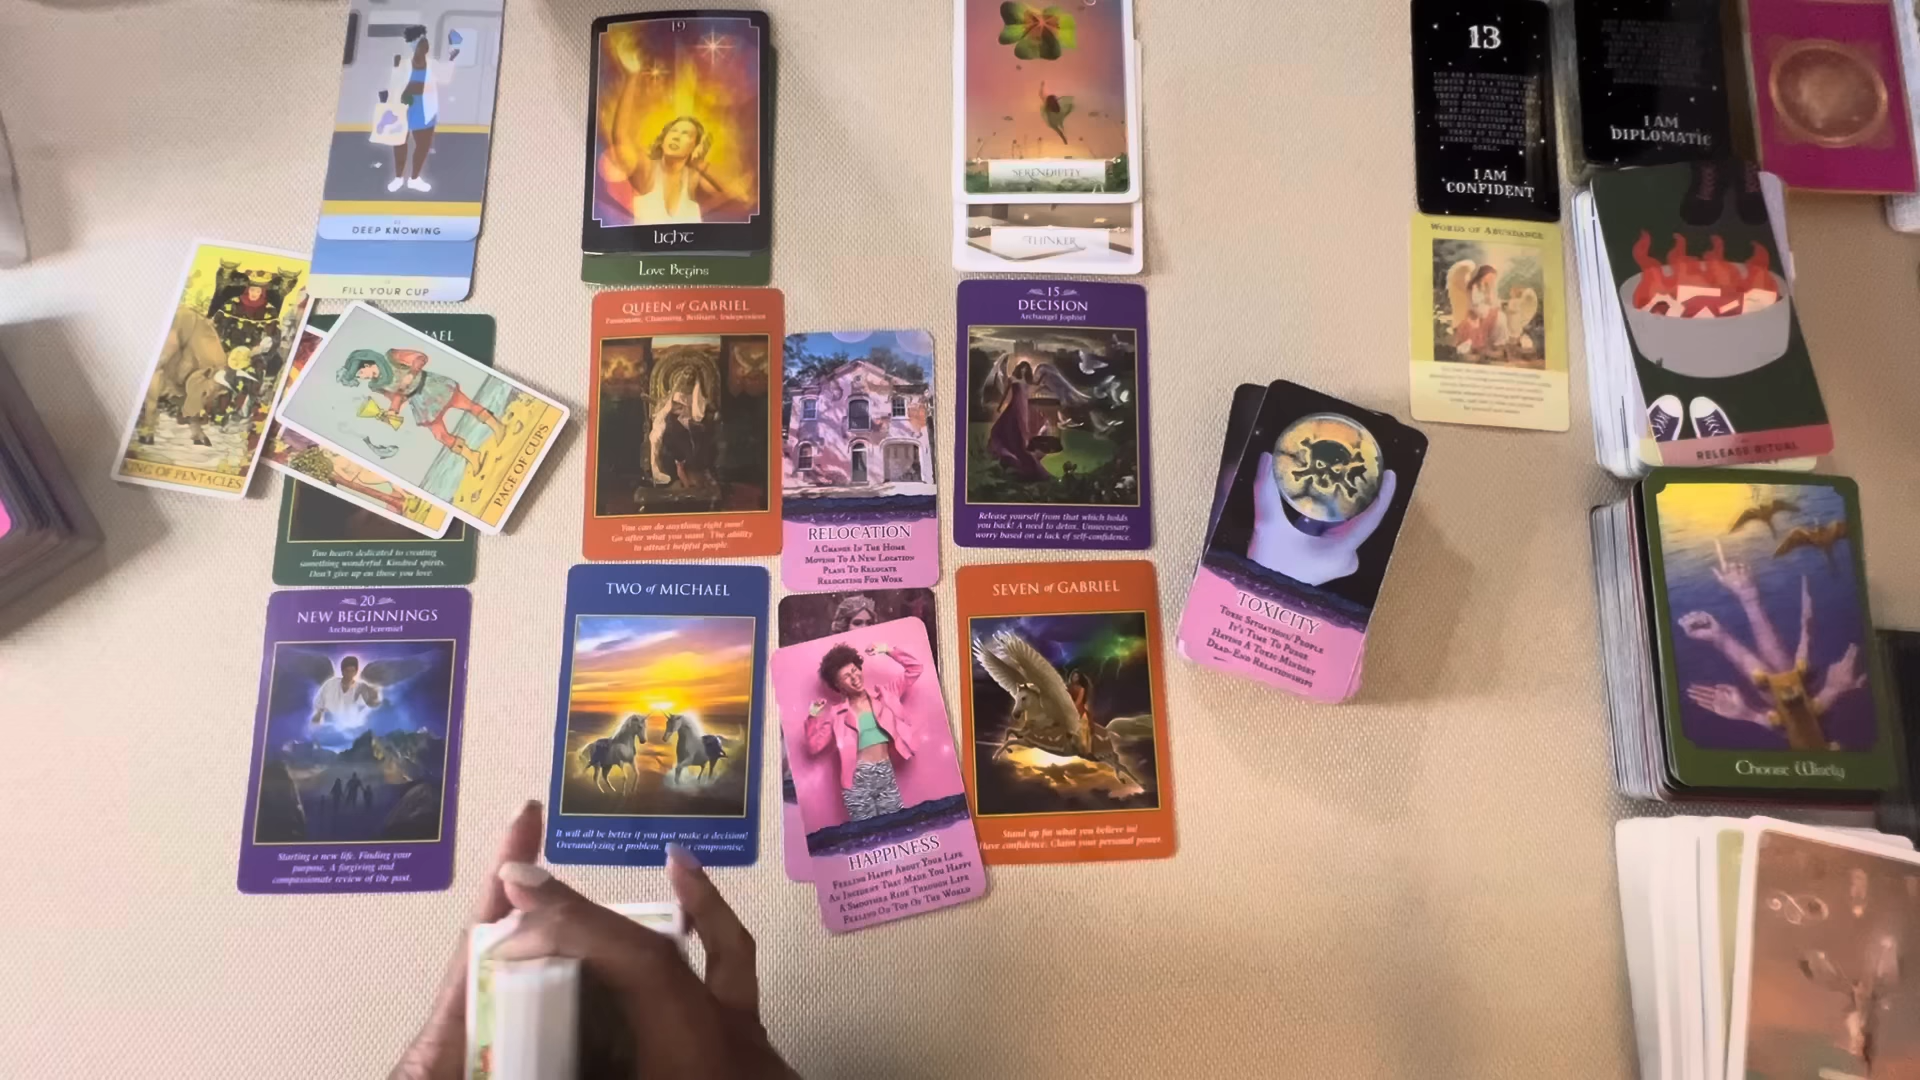 DEEP KNOWING
FILL YOUR CUP
KING OF PENTACLES
PAGE OF CUPS
Two hearts dedicated to creating
something wonderful. Kindred spirits.
Don't give up on those you love.
20
NEW BEGINNINGS
Archangel Jeremiel
Starting a new life. Finding your
purpose. A forgiving and
compassionate review of the past.
19
Light
Love Begins
QUEEN of GABRIEL
Passionate, Charming, Brilliant, Independent
You can do anything right now!
Go after what you want. The ability
to attract helpful people.
TWO of MICHAEL
It will all be better if you just make a decision!
Overanalyzing a problem. compromise.
RELOCATION
A CHANGE IN THE HOME
MOVING TO A NEW LOCATION
PLANS TO RELOCATE
RELOCATING FOR WORK
HAPPINESS
FEELING HAPPY ABOUT YOUR LIFE
AN INCIDENT THAT MADE YOU HAPPY
A SMOOTHER RIDE THROUGH LIFE
FEELING ON TOP OF THE WORLD
SERENDIPITY
THINKER
15
DECISION
Archangel Jophiel
Release yourself from that which holds
you back! A need to detox. Unnecessary
worry based on a lack of self-confidence.
SEVEN of GABRIEL
Stand up for what you believe in!
Have confidence. Claim your personal power.
TOXICITY
TOXIC SITUATIONS/PEOPLE
IT'S TIME TO PURGE
HAVING A TOXIC MINDSET
DEAD-END RELATIONSHIPS
13
I AM
CONFIDENT
WORDS OF ABUNDANCE
I AM
DIPLOMATIC
RELEASE RITUAL
Choose Wisely